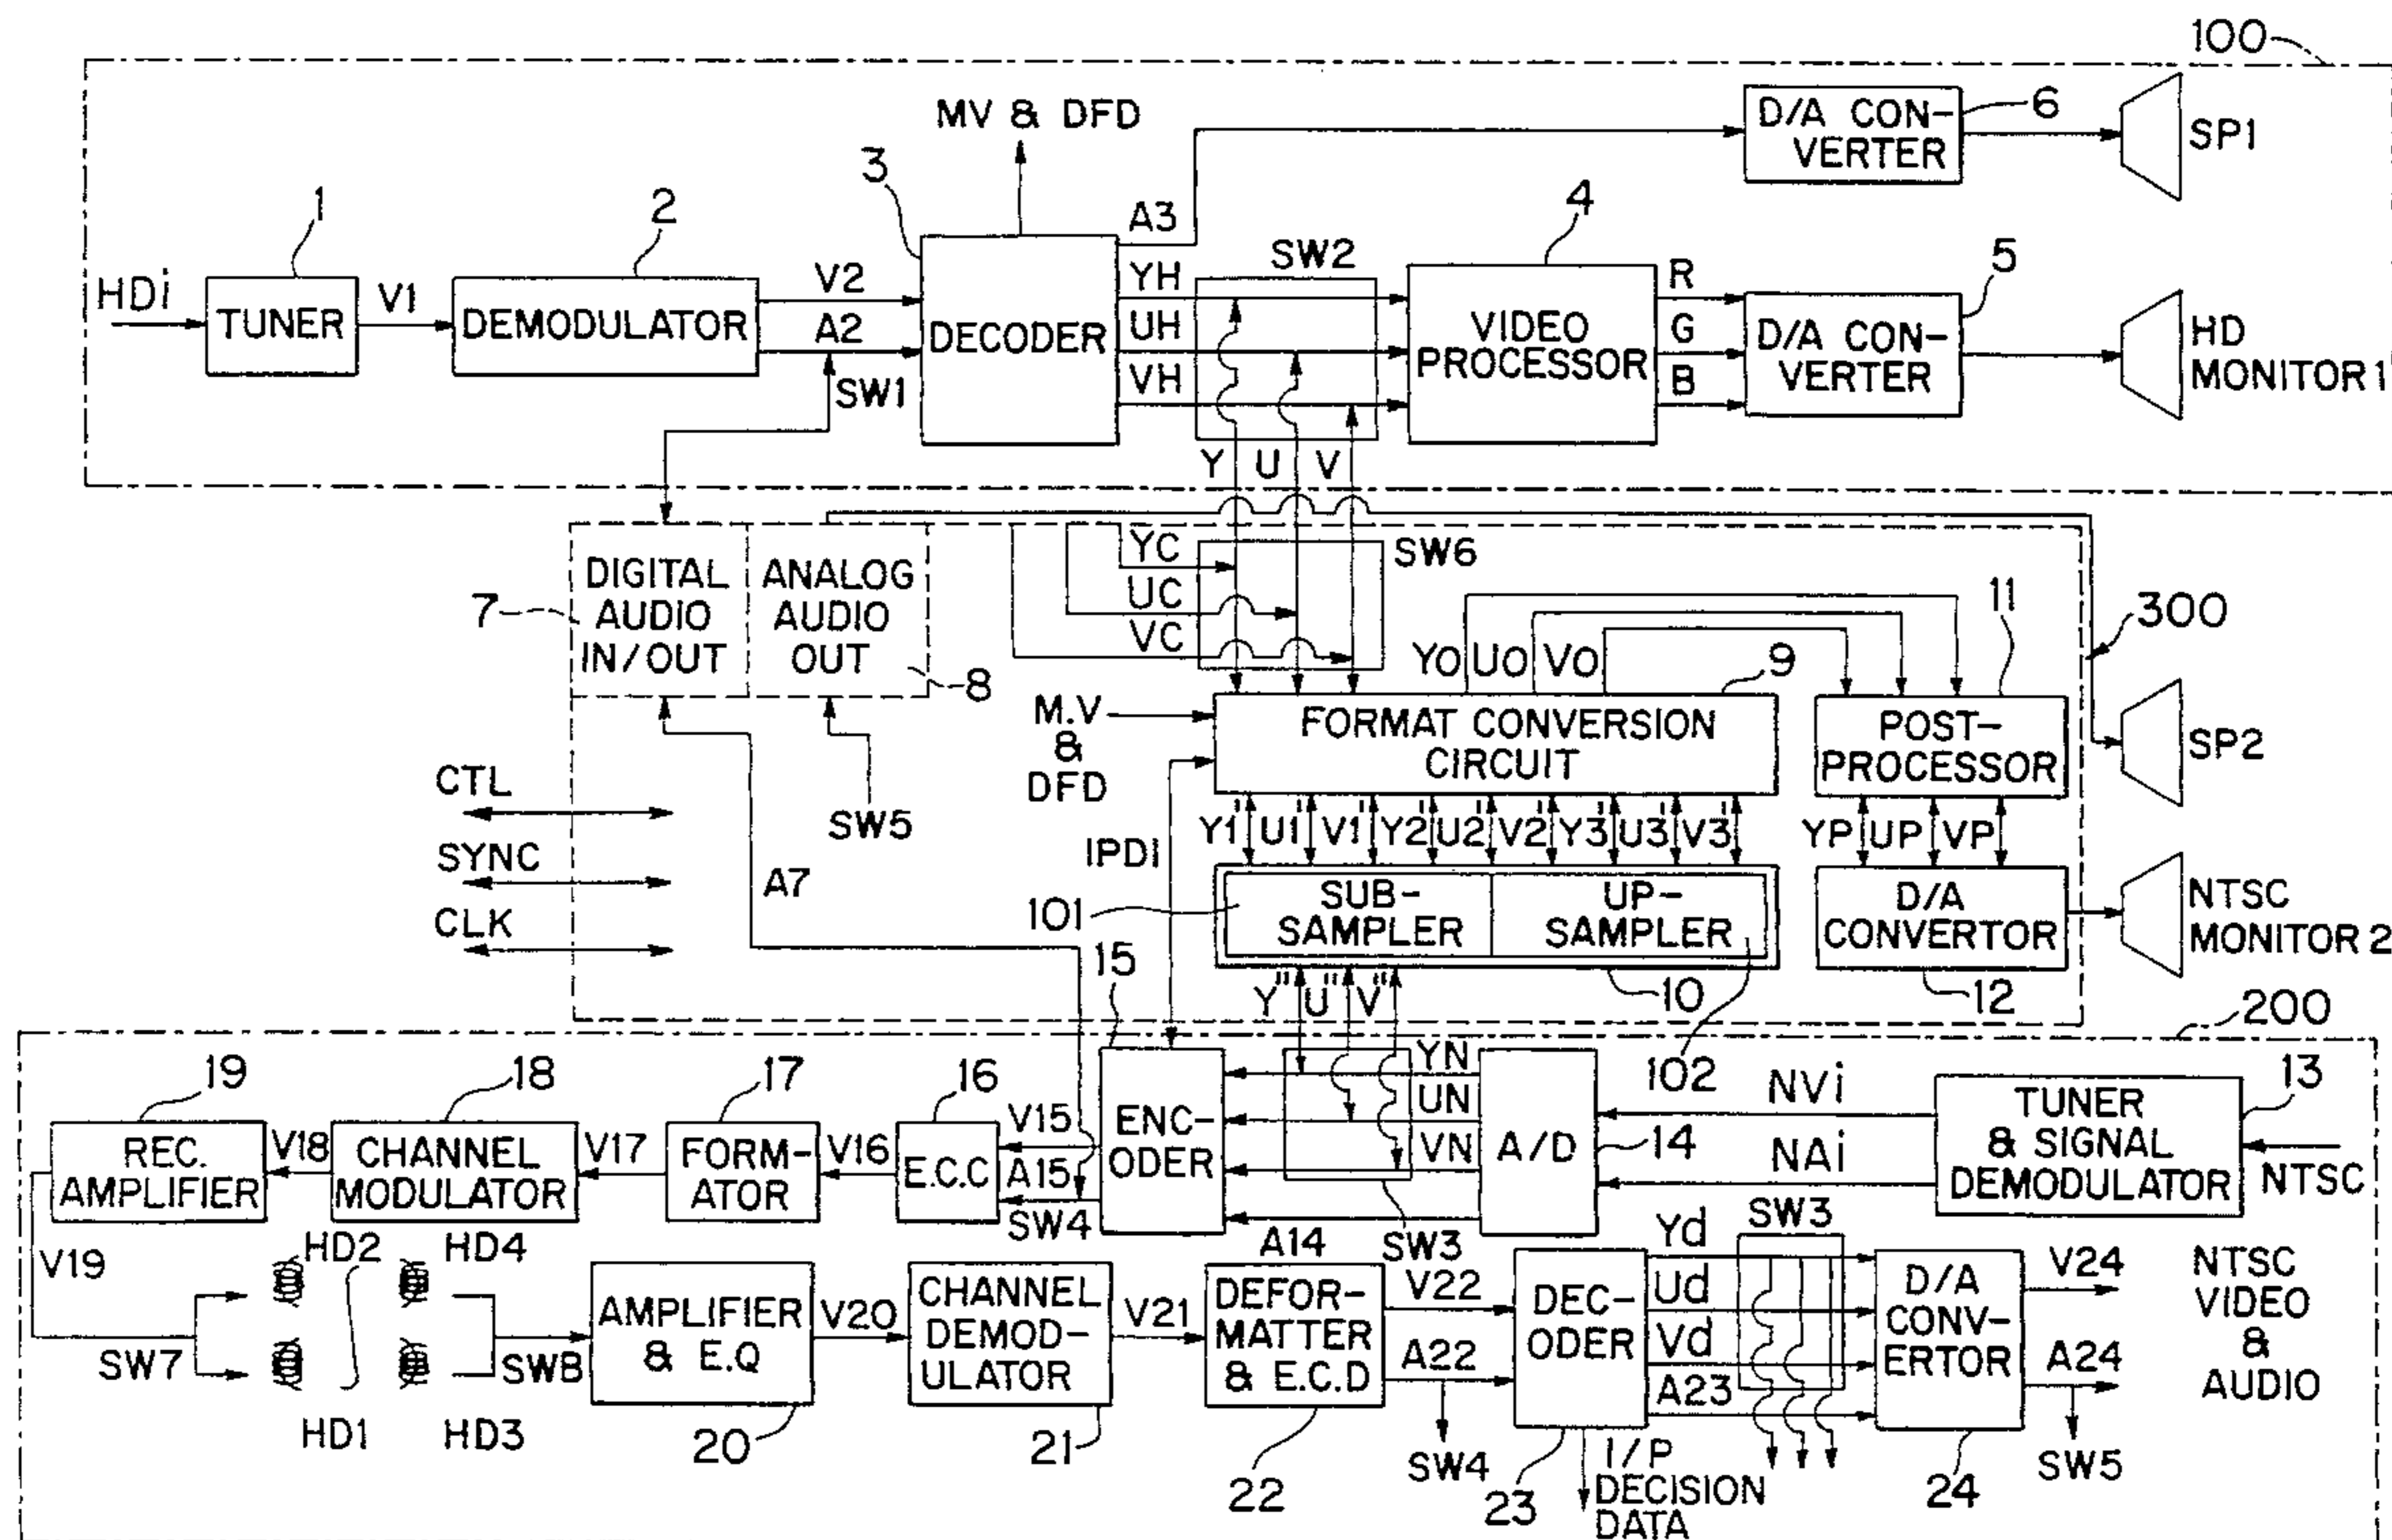 100
MV & DFD
D/A CON-
VERTER
6
SP1
3
A3
1
2
4
5
SW2
HDi
TUNER
V1
DEMODULATOR
V2
A2
SW1
DECODER
YH
UH
VH
VIDEO
PROCESSOR
R
G
B
D/A CON-
VERTER
HD
MONITOR 1
Y U V
7
DIGITAL
AUDIO
IN/OUT
ANALOG
AUDIO
OUT
8
YC
UC
VC
SW6
YO UO VO
9
11
300
M.V
&
DFD
FORMAT CONVERSION
CIRCUIT
POST-
PROCESSOR
SP2
CTL
SYNC
CLK
SW5
A7
IPDI
Y1' U1' V1' Y2' U2' V2' Y3' U3' V3'
YP UP VP
101
SUB-
SAMPLER
UP-
SAMPLER
D/A
CONVERTOR
NTSC
MONITOR 2
15
Y" U" V"
10
12
102
200
19
18
17
16
13
REC.
AMPLIFIER
V18
CHANNEL
MODULATOR
V17
FORM-
ATOR
V16
E.C.C
V15
A15
SW4
ENC-
ODER
YN
UN
VN
SW3
A14
A/D
14
NVi
NAi
TUNER
& SIGNAL
DEMODULATOR
NTSC
V19
SW7
HD2
HD4
HD1
HD3
SW8
AMPLIFIER
& E.Q
20
V20
CHANNEL
DEMOD-
ULATOR
21
V21
DEFOR-
MATTER
& E.C.D
22
V22
A22
SW4
DEC-
ODER
23
Yd
Ud
Vd
A23
SW3
I/P
DECISION
DATA
D/A
CONV-
ERTOR
24
V24
A24
SW5
NTSC
VIDEO
&
AUDIO